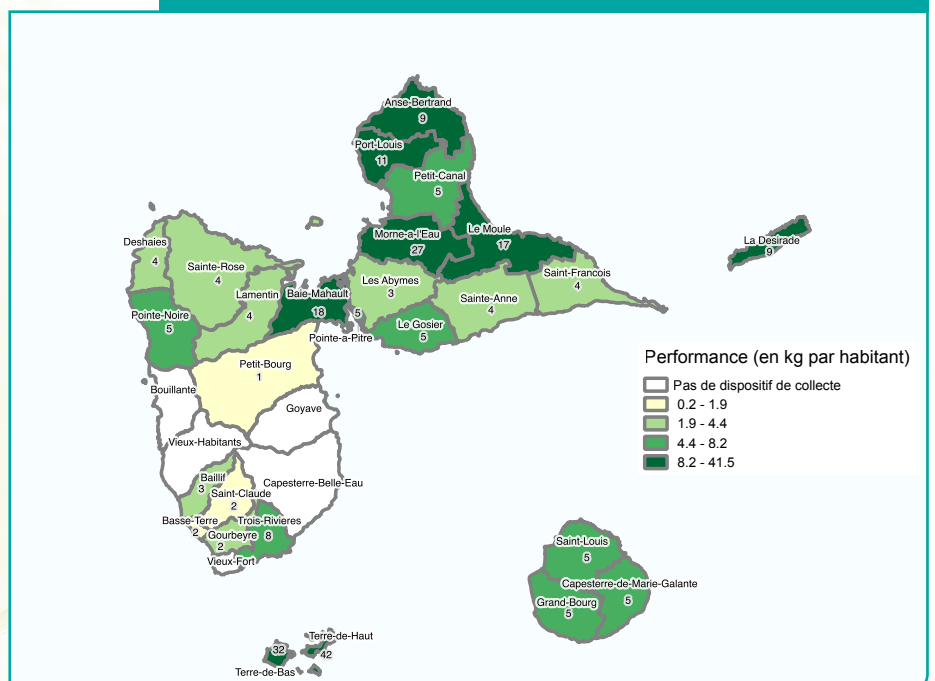 Anse-Bertrand
9
Port-Louis
11
Petit-Canal
5
Morne-a-l'Eau
27
Le Moule
17
La Desirade
9
Deshaies
4
Sainte-Rose
4
Lamentin
4
Baie-Mahault
18
Les Abymes
3
Saint-Francois
4
Sainte-Anne
4
Pointe-Noire
5
5
Pointe-a-Pitre
Le Gosier
5
Petit-Bourg
1
Bouillante
Goyave
Vieux-Habitants
Baillif
3
Saint-Claude
2
Capesterre-Belle-Eau
Basse-Terre
2
Gourbeyre
2
Trois-Rivieres
8
Vieux-Fort
Performance (en kg par habitant)
Pas de dispositif de collecte
0.2 - 1.9
1.9 - 4.4
4.4 - 8.2
8.2 - 41.5
Saint-Louis
5
Capesterre-de-Marie-Galante
5
Grand-Bourg
5
Terre-de-Haut
42
32
Terre-de-Bas